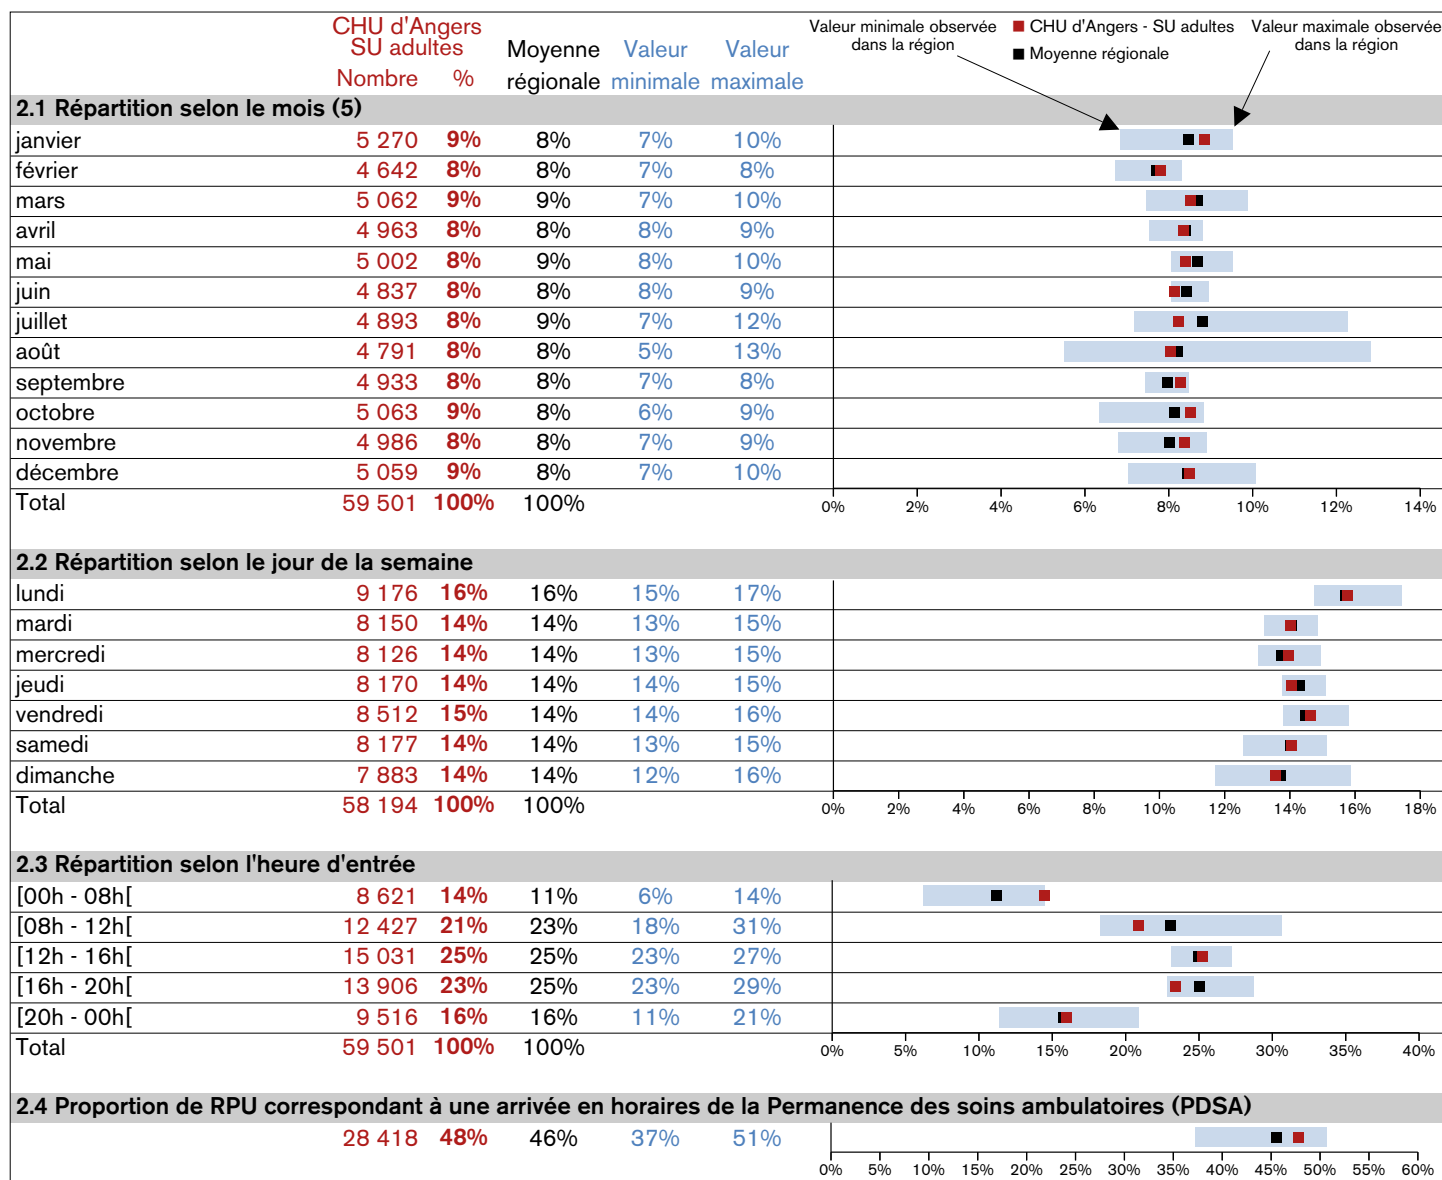 CHU d'Angers
SU adultes
Nombre % Moyenne régionale Valeur minimale Valeur maximale
Valeur minimale observée dans la région
CHU d'Angers - SU adultes
Moyenne régionale
Valeur maximale observée dans la région
2.1 Répartition selon le mois (5)
janvier 5 270 9% 8% 7% 10%
février 4 642 8% 8% 7% 8%
mars 5 062 9% 9% 7% 10%
avril 4 963 8% 8% 8% 9%
mai 5 002 8% 9% 8% 10%
juin 4 837 8% 8% 8% 9%
juillet 4 893 8% 9% 7% 12%
août 4 791 8% 8% 5% 13%
septembre 4 933 8% 8% 7% 8%
octobre 5 063 9% 8% 6% 9%
novembre 4 986 8% 8% 7% 9%
décembre 5 059 9% 8% 7% 10%
Total 59 501 100% 100%
0% 2% 4% 6% 8% 10% 12% 14%
2.2 Répartition selon le jour de la semaine
lundi 9 176 16% 16% 15% 17%
mardi 8 150 14% 14% 13% 15%
mercredi 8 126 14% 14% 13% 15%
jeudi 8 170 14% 14% 14% 15%
vendredi 8 512 15% 14% 14% 16%
samedi 8 177 14% 14% 13% 15%
dimanche 7 883 14% 14% 12% 16%
Total 58 194 100% 100%
0% 2% 4% 6% 8% 10% 12% 14% 16% 18%
2.3 Répartition selon l'heure d'entrée
[00h - 08h[ 8 621 14% 11% 6% 14%
[08h - 12h[ 12 427 21% 23% 18% 31%
[12h - 16h[ 15 031 25% 25% 23% 27%
[16h - 20h[ 13 906 23% 25% 23% 29%
[20h - 00h[ 9 516 16% 16% 11% 21%
Total 59 501 100% 100%
0% 5% 10% 15% 20% 25% 30% 35% 40%
2.4 Proportion de RPU correspondant à une arrivée en horaires de la Permanence des soins ambulatoires (PDSA)
28 418 48% 46% 37% 51%
0% 5% 10% 15% 20% 25% 30% 35% 40% 45% 50% 55% 60%